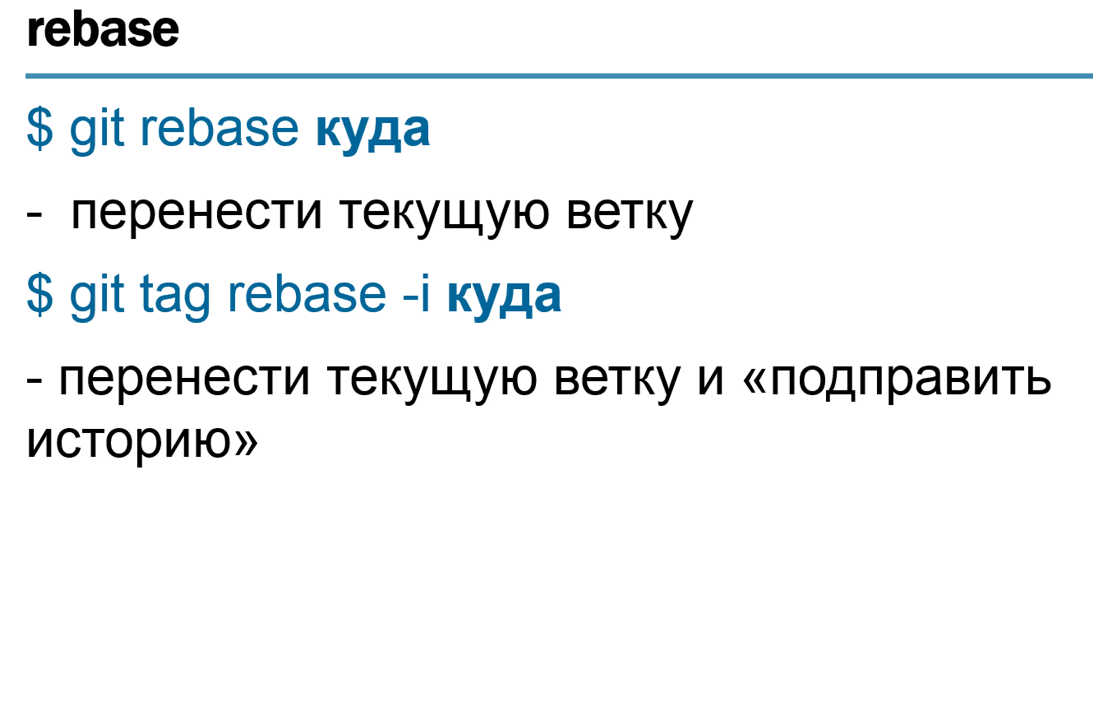 rebase
$ git rebase куда
- перенести текущую ветку
$ git tag rebase -i куда
- перенести текущую ветку и «подправить
историю»